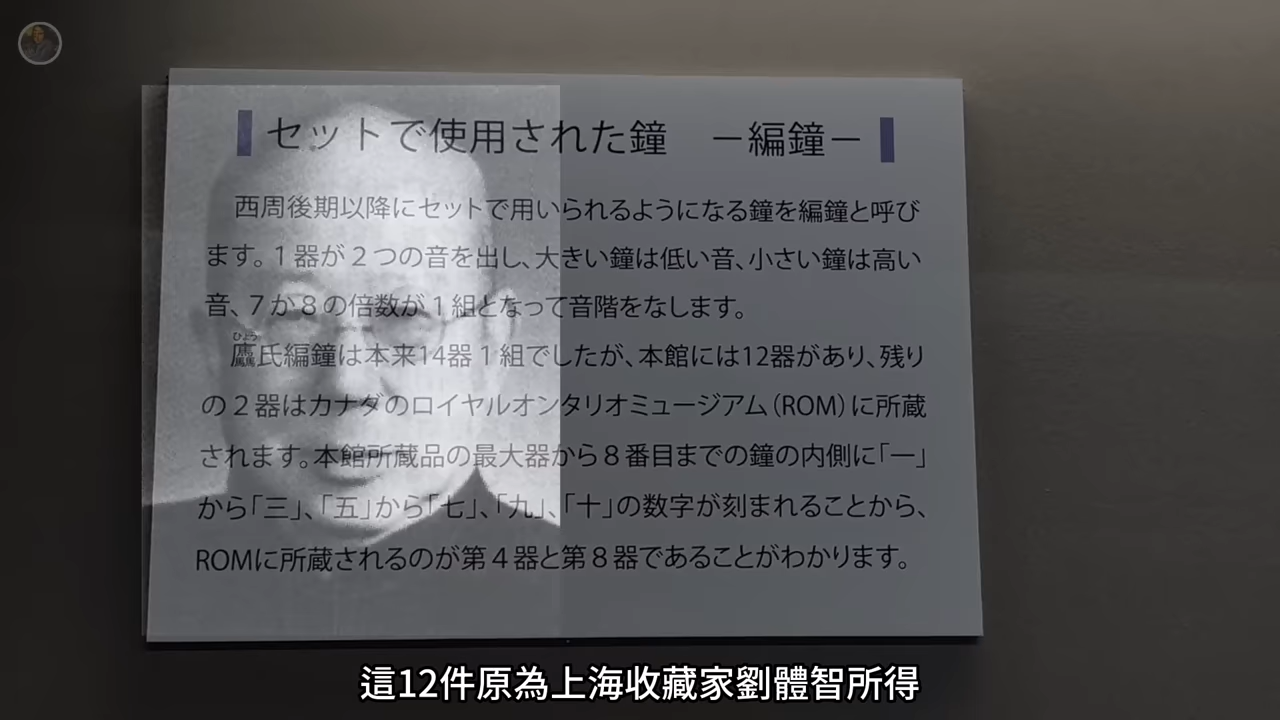 セットで使用された鐘　－編鐘－
西周後期以降にセットで用いられるようになる鐘を編鐘と呼び
ます。1器が2つの音を出し、大きい鐘は低い音、小さい鐘は高い
音、7か8の倍数が1組となって音階をなします。
ひょう
氏編鐘は本来14器1組でしたが、本館には12器があり、残り
の2器はカナダのロイヤルオンタリオミュージアム（ROM）に所蔵
されます。本館所蔵品の最大器から8番目までの鐘の内側に「一」
から「三」、「五」から「七」、「九」、「十」の数字が刻まれることから、
ROMに所蔵されるのが第4器と第8器であることがわかります。
這12件原為上海收藏家劉體智所得